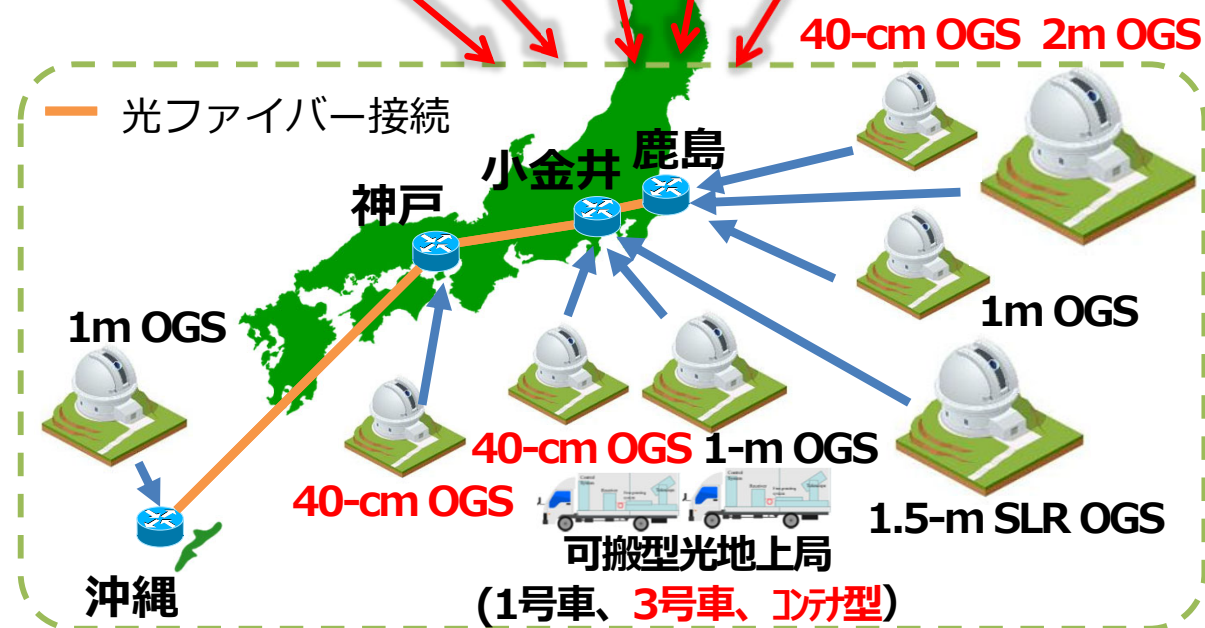 40-cm OGS 2m OGS
光ファイバー接続
鹿島
小金井
神戸
1m OGS
1m OGS
40-cm OGS 1-m OGS
40-cm OGS
1.5-m SLR OGS
可搬型光地上局
沖縄
(1号車、3号車、コンテナ型)